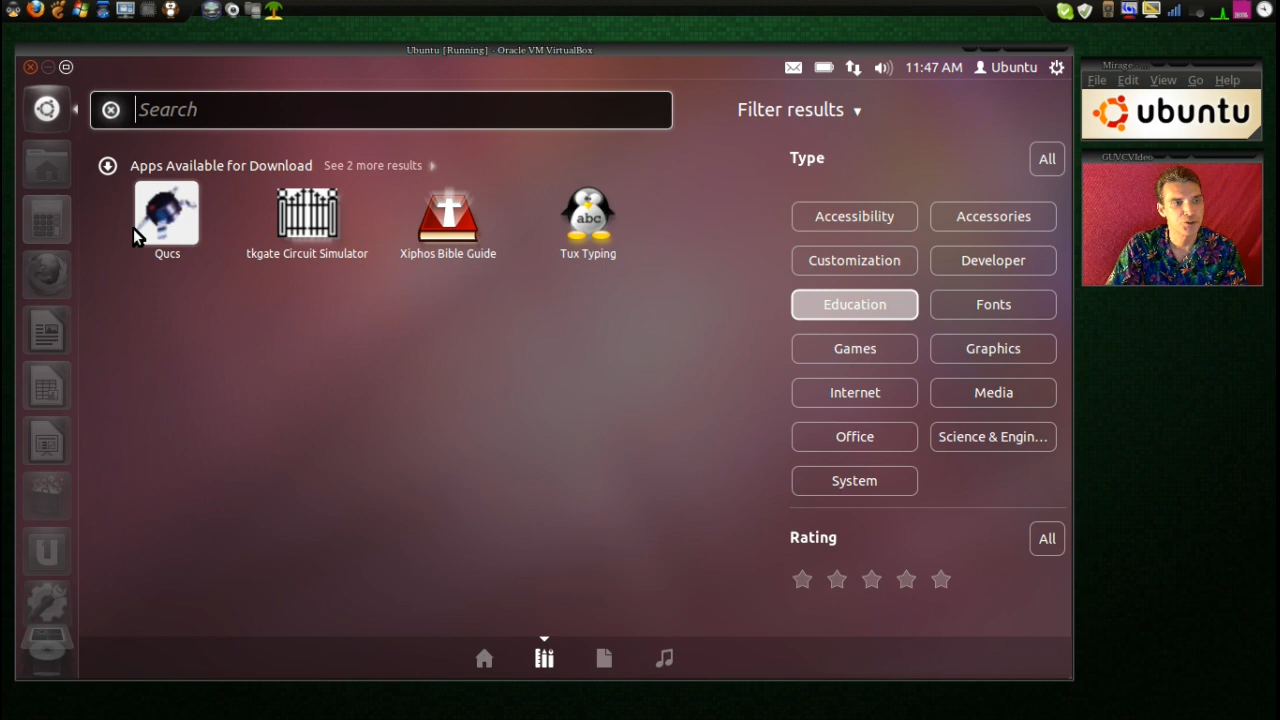 Ubuntu [Running] - Oracle VM VirtualBox
11:47 AM Ubuntu
Search
Filter results
Apps Available for Download See 2 more results
Qucs
tkgate Circuit Simulator
Xiphos Bible Guide
Tux Typing
abc
Type
All
Accessibility
Accessories
Customization
Developer
Education
Fonts
Games
Graphics
Internet
Media
Office
Science & Engin...
System
Rating
All
Mirage ...
File Edit View Go Help
ubuntu
GUVCVIdeo
U